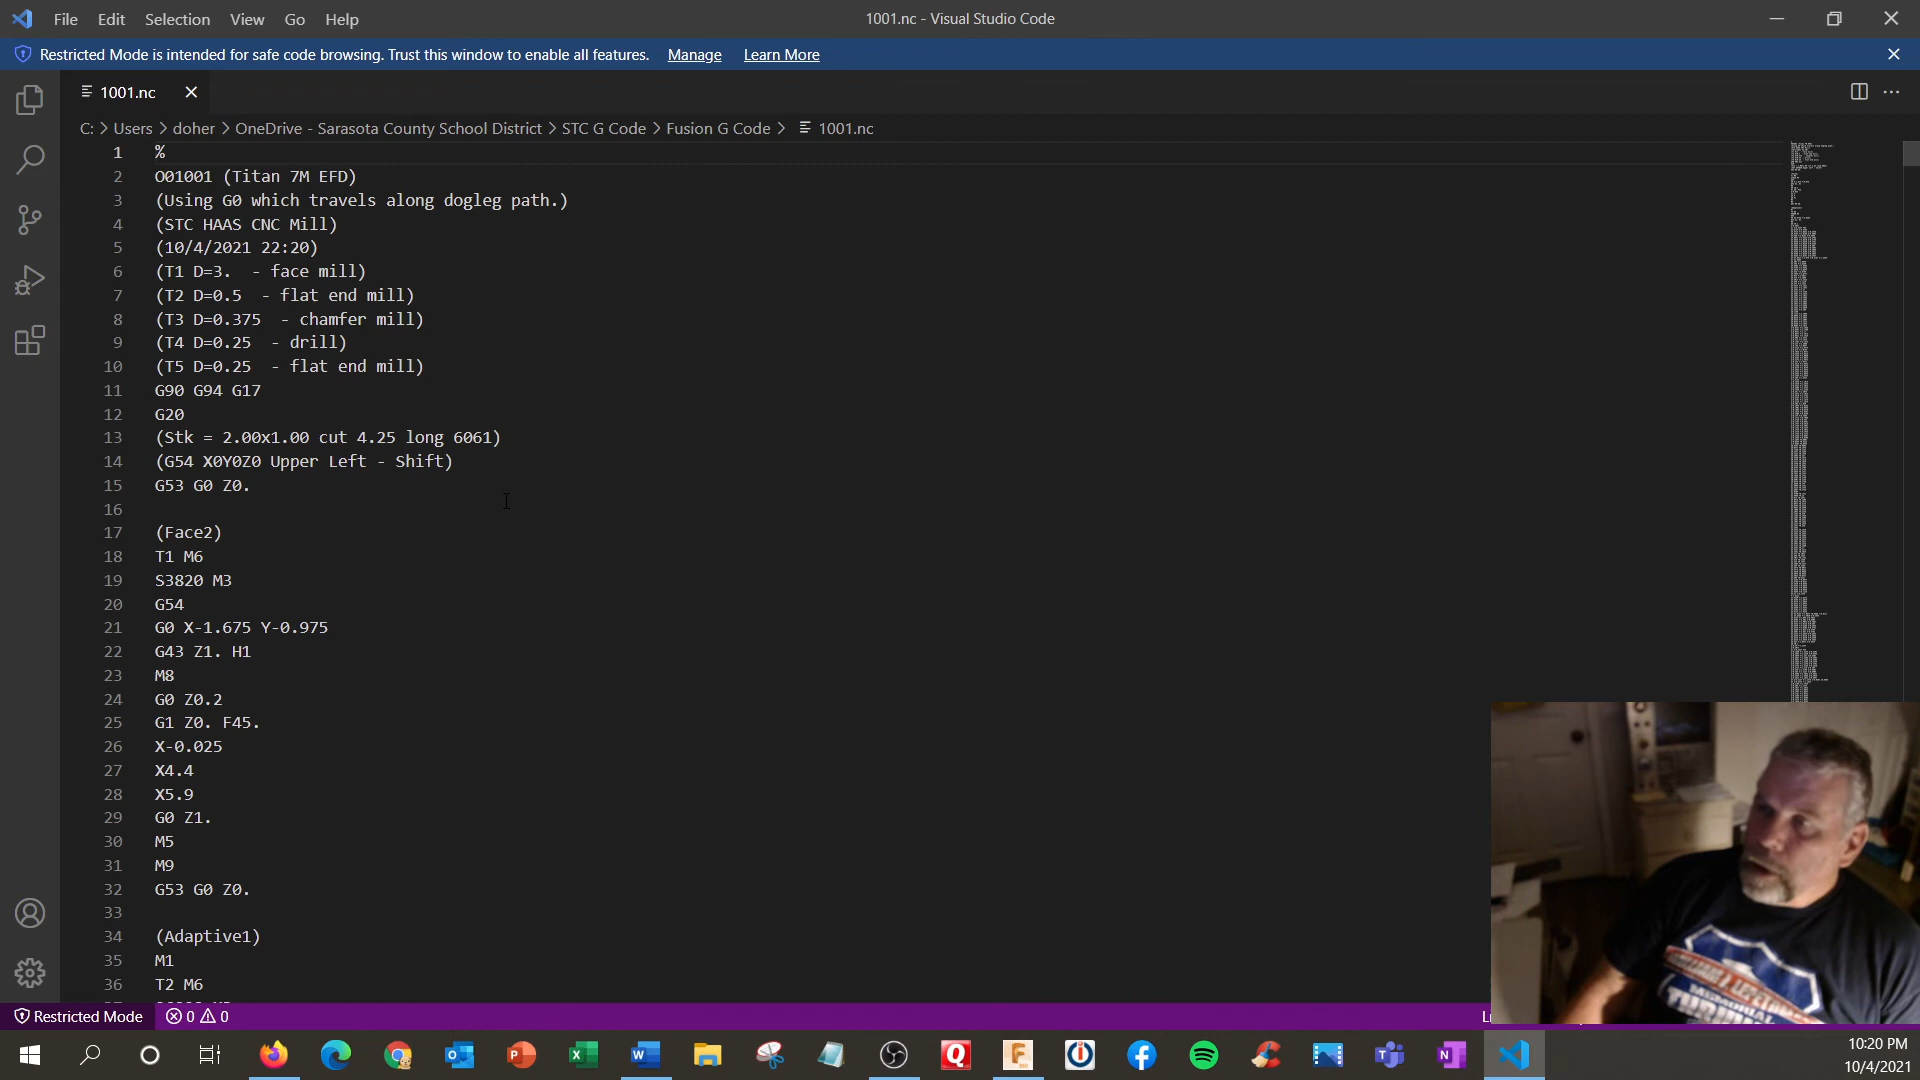 File Edit Selection View Go Help
1001.nc - Visual Studio Code
Restricted Mode is intended for safe code browsing. Trust this window to enable all features. Manage Learn More
1001.nc
C: > Users > doher > OneDrive - Sarasota County School District > STC G Code > Fusion G Code > 1001.nc
1 %
2 O01001 (Titan 7M EFD)
3 (Using G0 which travels along dogleg path.)
4 (STC HAAS CNC Mill)
5 (10/4/2021 22:20)
6 (T1 D=3.  - face mill)
7 (T2 D=0.5  - flat end mill)
8 (T3 D=0.375  - chamfer mill)
9 (T4 D=0.25  - drill)
10 (T5 D=0.25  - flat end mill)
11 G90 G94 G17
12 G20
13 (Stk = 2.00x1.00 cut 4.25 long 6061)
14 (G54 X0Y0Z0 Upper Left - Shift)
15 G53 G0 Z0.
16
17 (Face2)
18 T1 M6
19 S3820 M3
20 G54
21 G0 X-1.675 Y-0.975
22 G43 Z1. H1
23 M8
24 G0 Z0.2
25 G1 Z0. F45.
26 X-0.025
27 X4.4
28 X5.9
29 G0 Z1.
30 M5
31 M9
32 G53 G0 Z0.
33
34 (Adaptive1)
35 M1
36 T2 M6
Restricted Mode 0 0
10:20 PM
10/4/2021